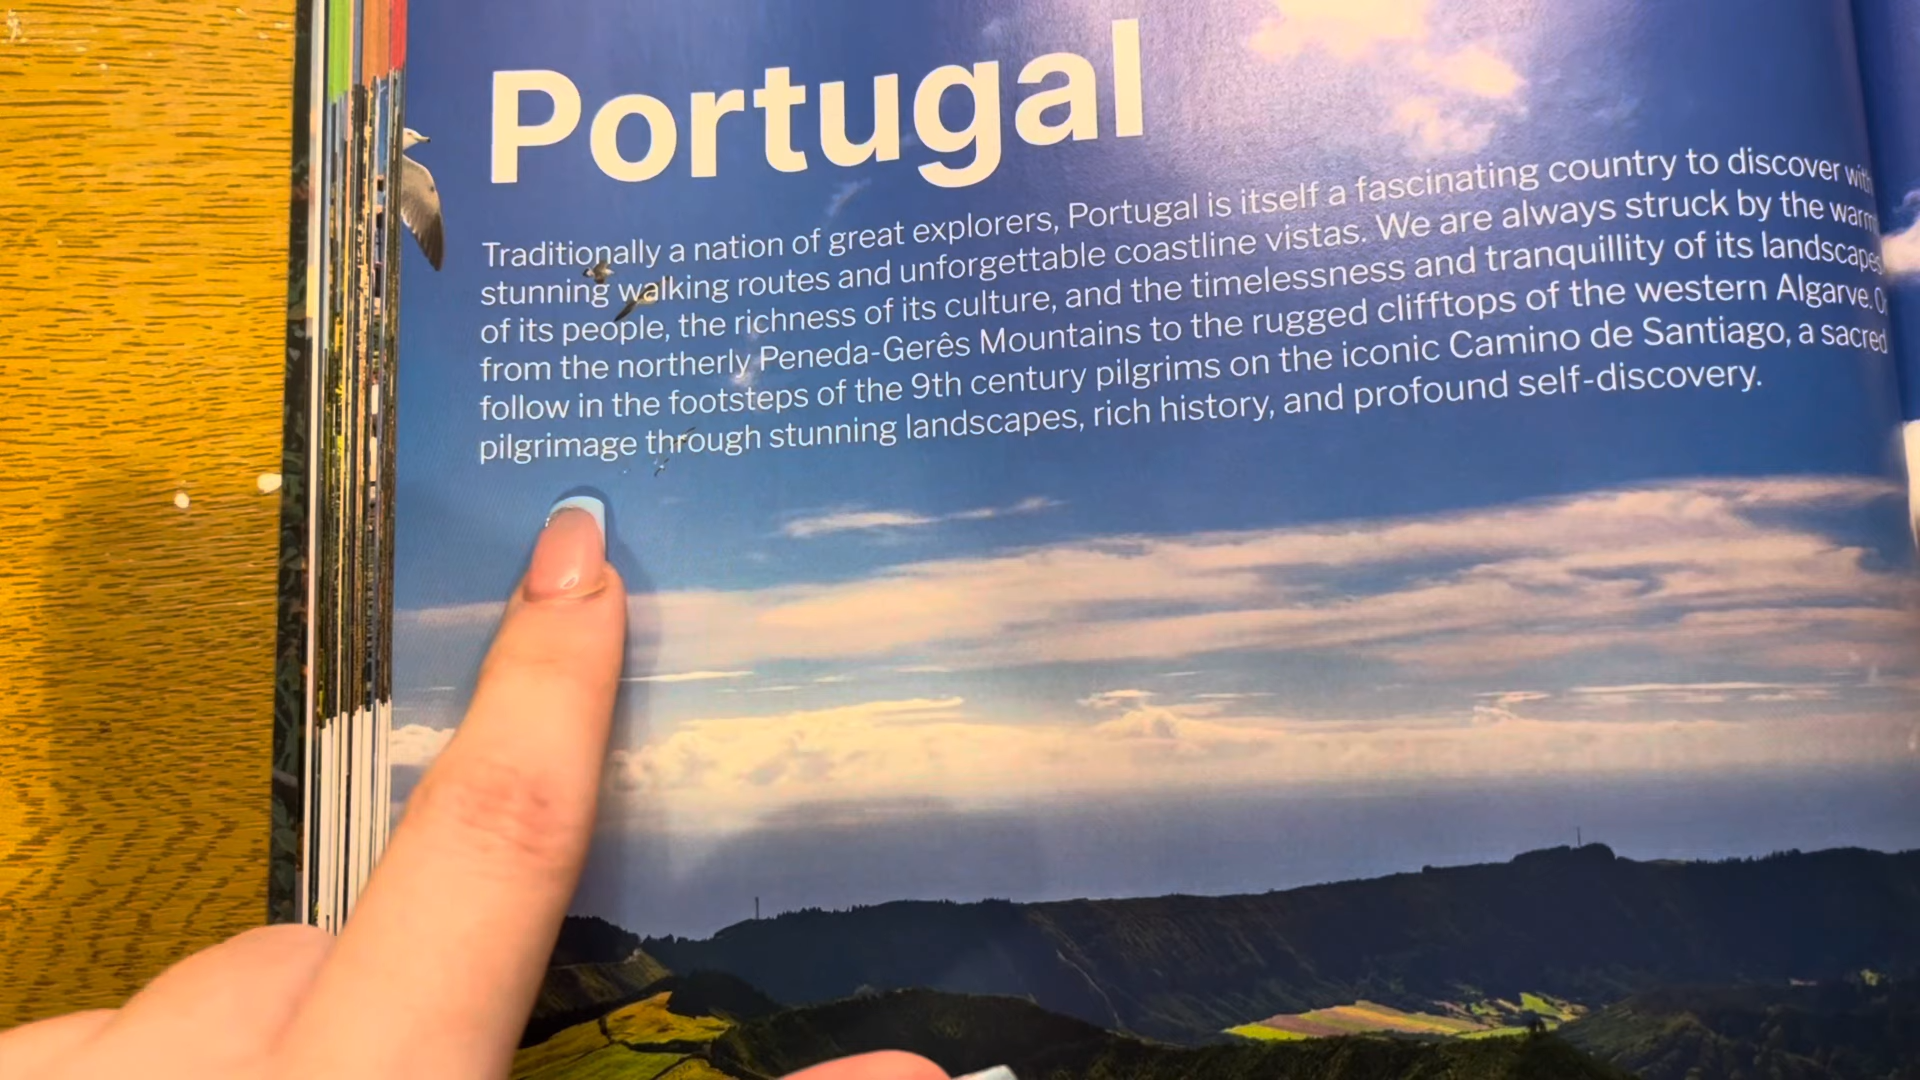 Portugal
Traditionally a nation of great explorers, Portugal is itself a fascinating country to discover with
stunning walking routes and unforgettable coastline vistas. We are always struck by the
of its people, the richness of its culture, and the timelessness and tranquillity of its landscapes
from the northerly Peneda-Gerês Mountains to the rugged clifftops of the western Algarve.
follow in the footsteps of the 9th century pilgrims on the iconic Camino de Santiago, a sacred
pilgrimage through stunning landscapes, rich history, and profound self-discovery.